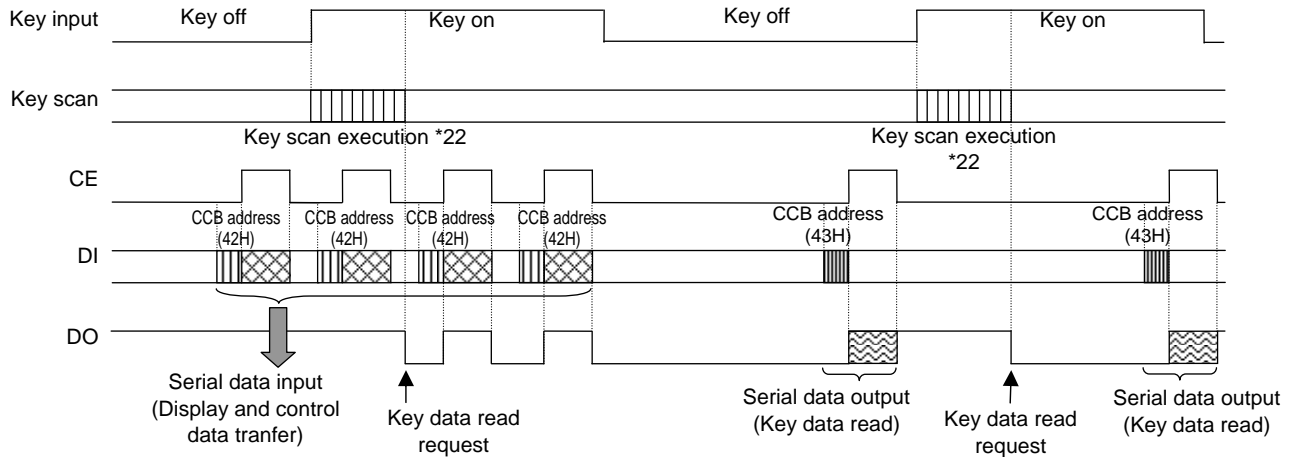 Key input
Key off
Key on
Key off
Key on
Key scan
Key scan execution *22
Key scan execution
*22
CE
CCB address
(42H)
CCB address
(42H)
CCB address
(42H)
CCB address
(42H)
CCB address
(43H)
CCB address
(43H)
DI
DO
Serial data input
(Display and control
data tranfer)
Key data read
request
Serial data output
(Key data read)
Key data read
request
Serial data output
(Key data read)